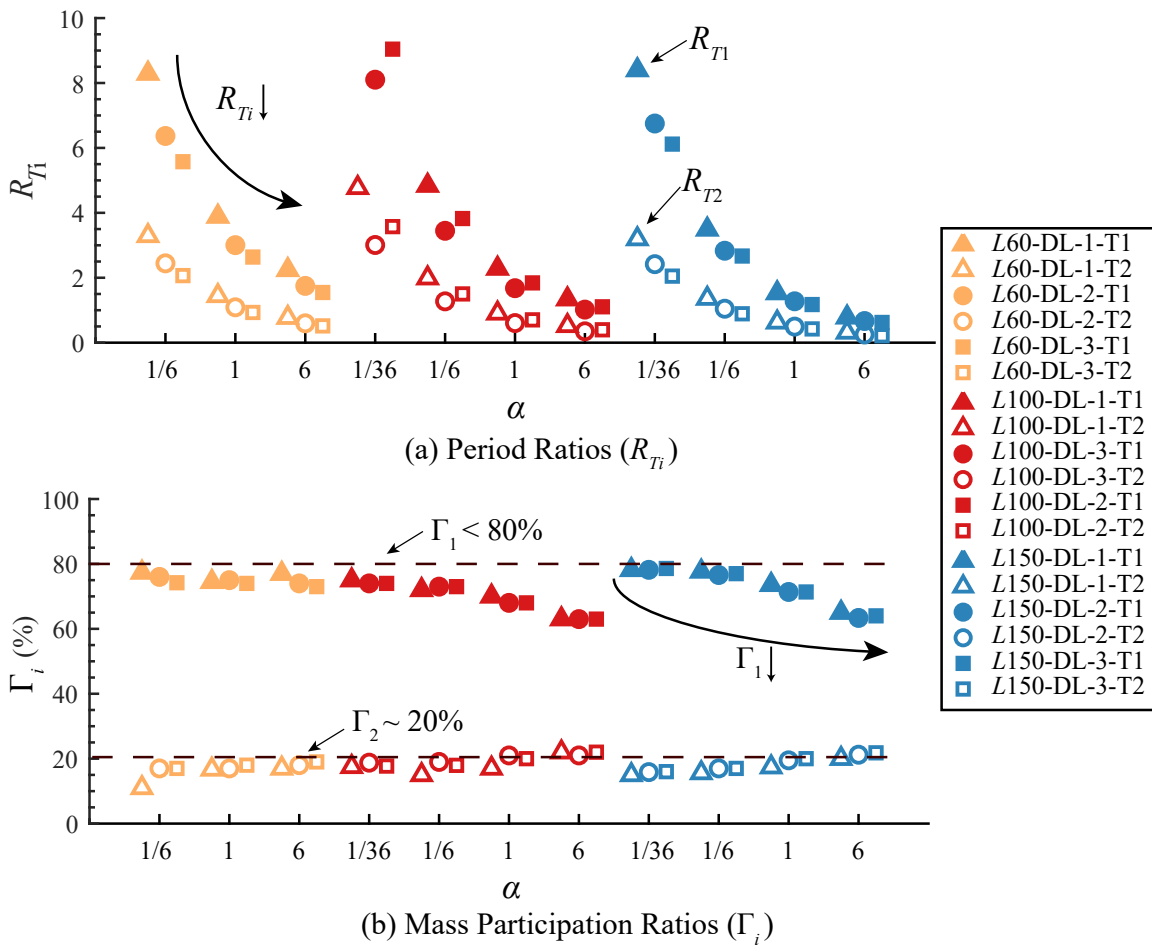 10
8
6
4
2
0
R_Ti
R_Ti ↓
R_T1
R_T2
1/6 1 6 1/36 1/6 1 6 1/36 1/6 1 6
α
(a) Period Ratios (R_Ti)
100
80
60
40
20
0
Γ_i (%)
Γ_1 < 80%
Γ_1 ↓
Γ_2 ~ 20%
1/6 1 6 1/36 1/6 1 6 1/36 1/6 1 6
α
(b) Mass Participation Ratios (Γ_i)
L60-DL-1-T1
L60-DL-1-T2
L60-DL-2-T1
L60-DL-2-T2
L60-DL-3-T1
L60-DL-3-T2
L100-DL-1-T1
L100-DL-1-T2
L100-DL-3-T1
L100-DL-3-T2
L100-DL-2-T1
L100-DL-2-T2
L150-DL-1-T1
L150-DL-1-T2
L150-DL-2-T1
L150-DL-2-T2
L150-DL-3-T1
L150-DL-3-T2